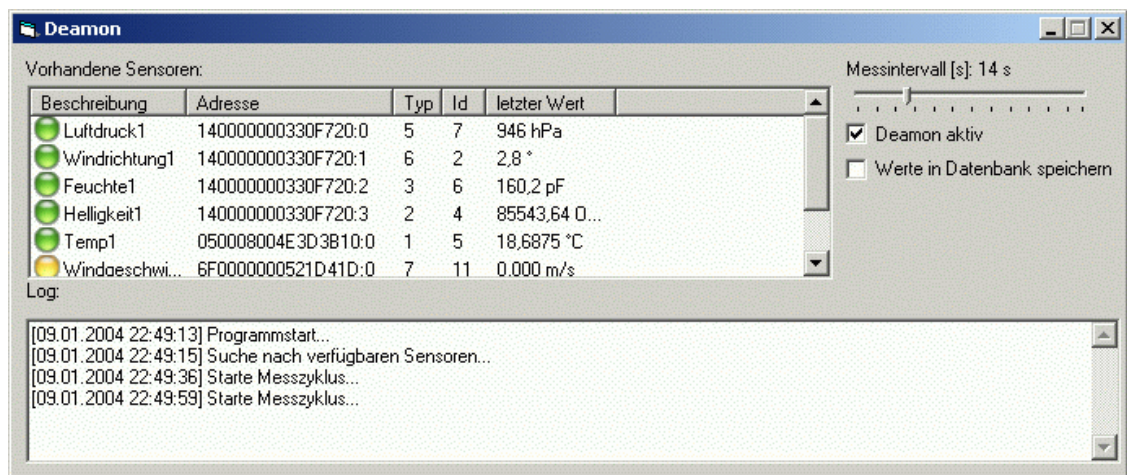 Deamon
Vorhandene Sensoren:
Messintervall [s]: 14 s
Beschreibung Adresse Typ Id letzter Wert
Luftdruck1 140000000330F720:0 5 7 946 hPa
Windrichtung1 140000000330F720:1 6 2 2,8 °
Feuchte1 140000000330F720:2 3 6 160,2 pF
Helligkeit1 140000000330F720:3 2 4 85543,64 O...
Temp1 050008004E3D3B10:0 1 5 18,6875 °C
Windgeschwi... 6F0000000521D41D:0 7 11 0.000 m/s
Deamon aktiv
Werte in Datenbank speichern
Log:
[09.01.2004 22:49:13] Programmstart...
[09.01.2004 22:49:15] Suche nach verfügbaren Sensoren...
[09.01.2004 22:49:36] Starte Messzyklus...
[09.01.2004 22:49:59] Starte Messzyklus...